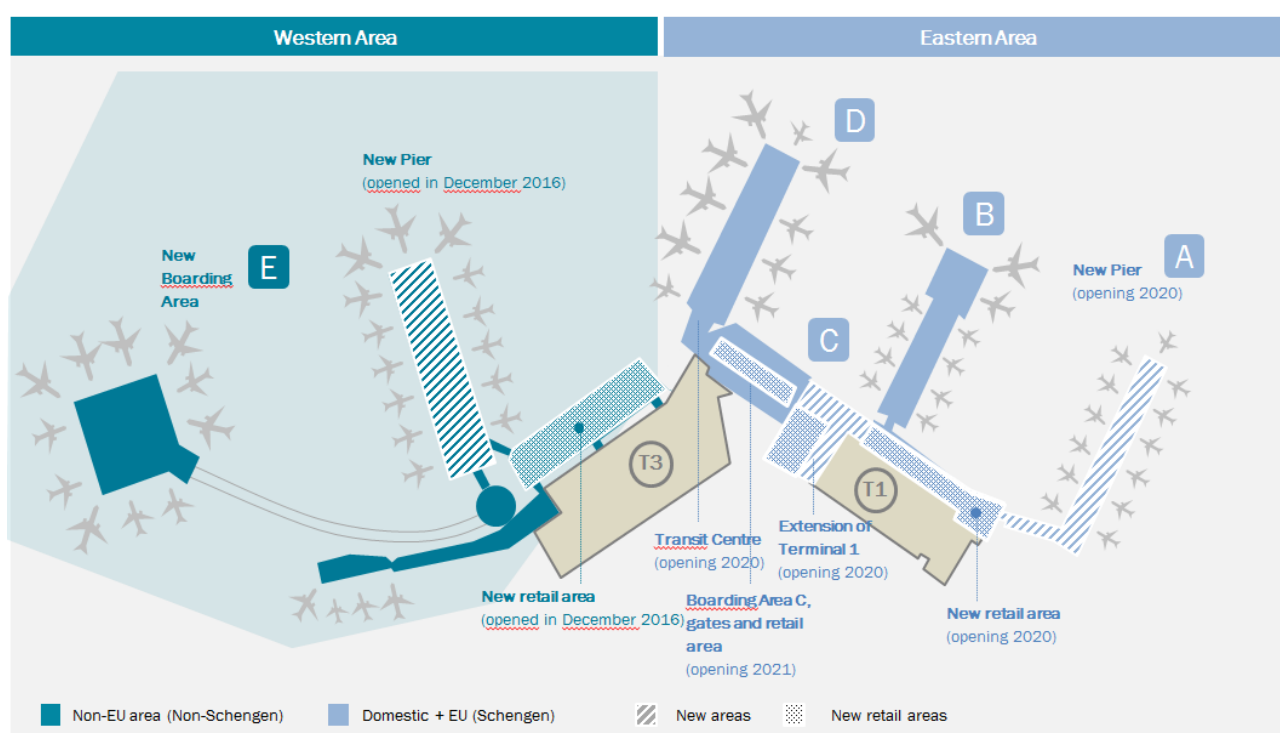 Western Area
Eastern Area
D
New Pier
(opened in December 2016)
B
New
Boarding
Area
E
A
New Pier
(opening 2020)
C
T3
T1
Transit Centre
(opening 2020)
Extension of
Terminal 1
(opening 2020)
New retail area
(opened in December 2016)
Boarding Area C,
gates and retail
area
(opening 2021)
New retail area
(opening 2020)
Non-EU area (Non-Schengen)
Domestic + EU (Schengen)
New areas
New retail areas